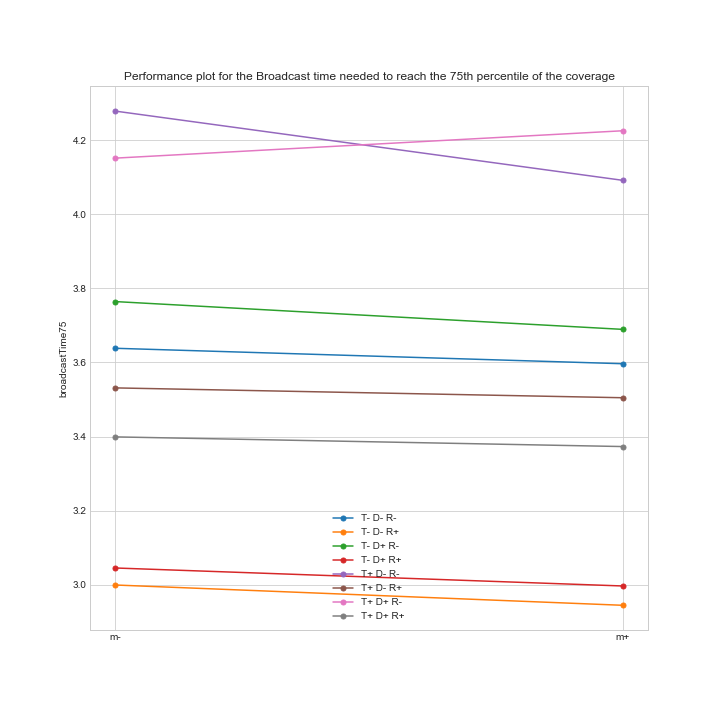 Performance plot for the Broadcast time needed to reach the 75th percentile of the coverage
broadcastTime75
4.2
4.0
3.8
3.6
3.4
3.2
3.0
T- D- R-
T- D- R+
T- D+ R-
T- D+ R+
T+ D- R-
T+ D- R+
T+ D+ R-
T+ D+ R+
m-
m+